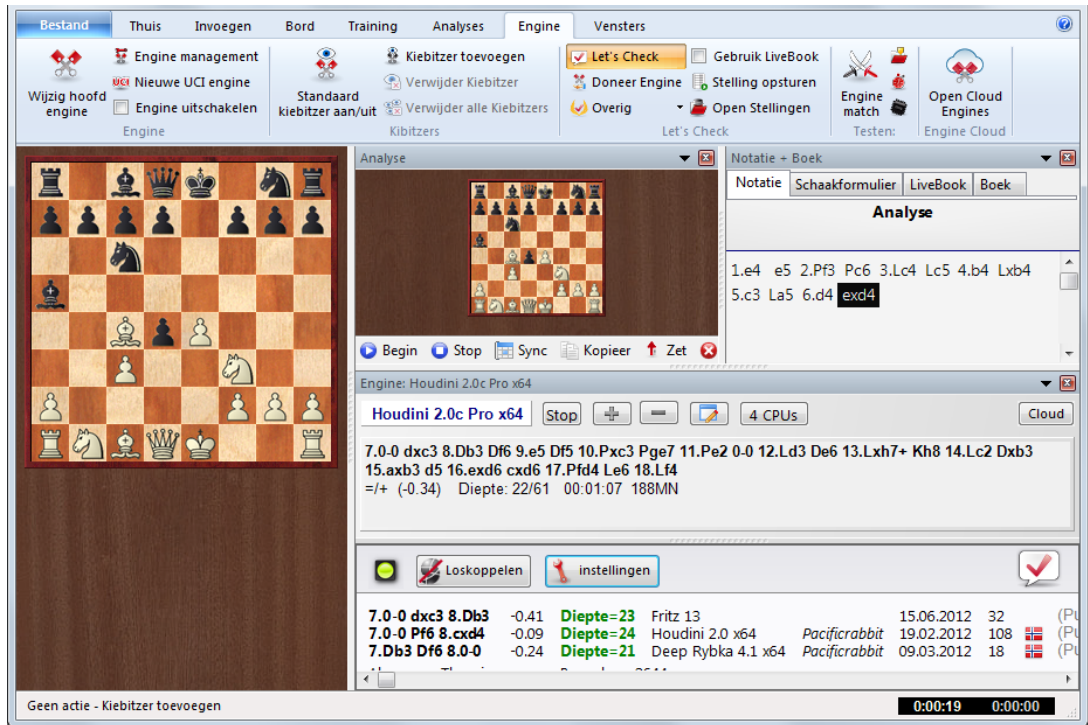 Bestand Thuis Invoegen Bord Training Analyses Engine Vensters
Wijzig hoofd engine
Engine management
Nieuwe UCI engine
Engine uitschakelen
Engine
Standaard kiebitzer aan/uit
Kiebitzer toevoegen
Verwijder Kiebitzer
Verwijder alle Kiebitzers
Kibitzers
Let's Check
Doneer Engine
Overig
Gebruik LiveBook
Stelling opsturen
Open Stellingen
Let's Check
Engine match
Testen:
Open Cloud Engines
Engine Cloud
Analyse
Begin Stop Sync Kopieer Zet
Notatie + Boek
Notatie Schaakformulier LiveBook Boek
Analyse
1.e4 e5 2.Pf3 Pc6 3.Lc4 Lc5 4.b4 Lxb4
5.c3 La5 6.d4 exd4
Engine: Houdini 2.0c Pro x64
Houdini 2.0c Pro x64 Stop 4 CPUs Cloud
7.0-0 dxc3 8.Db3 Df6 9.e5 Df5 10.Pxc3 Pge7 11.Pe2 0-0 12.Ld3 De6 13.Lxh7+ Kh8 14.Lc2 Dxb3
15.axb3 d5 16.exd6 cxd6 17.Pfd4 Le6 18.Lf4
=/+ (-0.34) Diepte: 22/61 00:01:07 188MN
Loskoppelen instellingen
7.0-0 dxc3 8.Db3 -0.41 Diepte=23 Fritz 13 15.06.2012 32
7.0-0 Pf6 8.cxd4 -0.09 Diepte=24 Houdini 2.0 x64 Pacificrabbit 19.02.2012 108
7.Db3 Df6 8.0-0 -0.24 Diepte=21 Deep Rybka 4.1 x64 Pacificrabbit 09.03.2012 18
Geen actie - Kiebitzer toevoegen 0:00:19 0:00:00